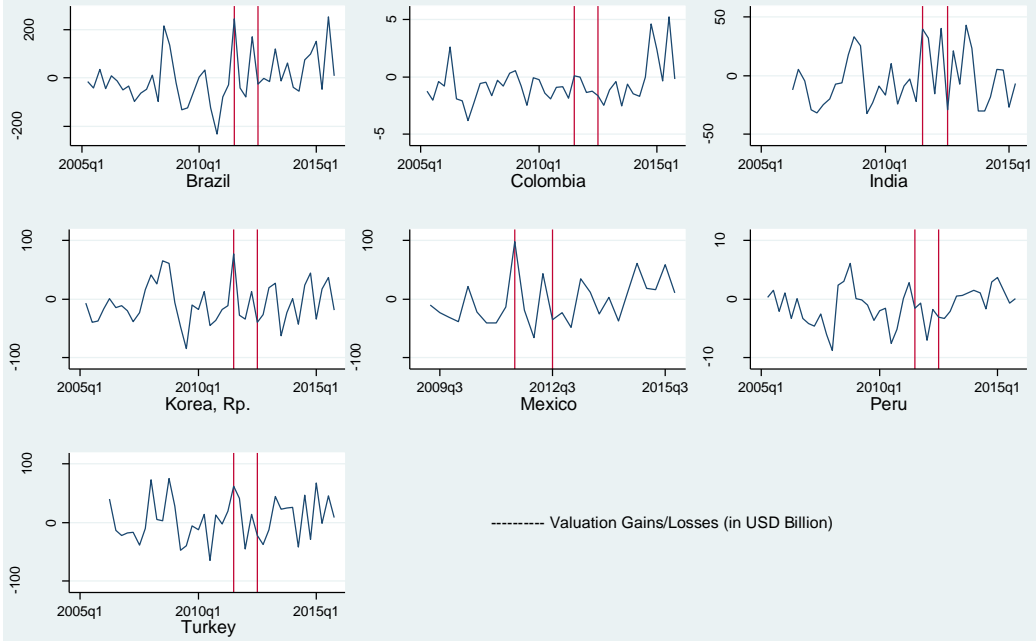 200
0
-200
2005q1 2010q1 2015q1
Brazil
5
0
-5
2005q1 2010q1 2015q1
Colombia
50
0
-50
2005q1 2010q1 2015q1
India
100
0
-100
2005q1 2010q1 2015q1
Korea, Rp.
100
0
-100
2009q3 2012q3 2015q3
Mexico
10
0
-10
2005q1 2010q1 2015q1
Peru
100
0
-100
2005q1 2010q1 2015q1
Turkey
---------- Valuation Gains/Losses (in USD Billion)